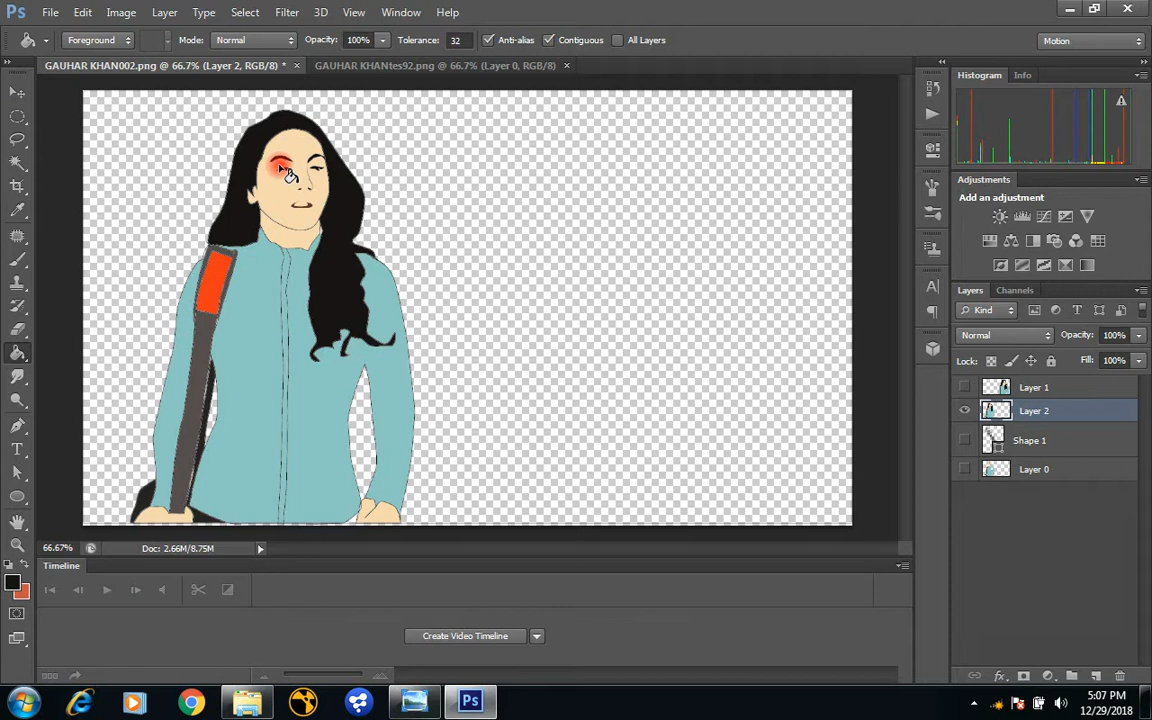 Ps File Edit Image Layer Type Select Filter 3D View Window Help
Foreground Mode: Normal Opacity: 100% Tolerance: 32 Anti-alias Contiguous All Layers Motion
GAUHAR KHAN002.png @ 66.7% (Layer 2, RGB/8) * × GAUHAR KHANtes92.png @ 66.7% (Layer 0, RGB/8) ×
Histogram Info
Adjustments
Add an adjustment
Layers Channels
Kind
Normal Opacity: 100%
Lock: Fill: 100%
Layer 1
Layer 2
Shape 1
Layer 0
66.67% Doc: 2.66M/8.75M
Timeline
Create Video Timeline
fx
Ps
5:07 PM
12/29/2018